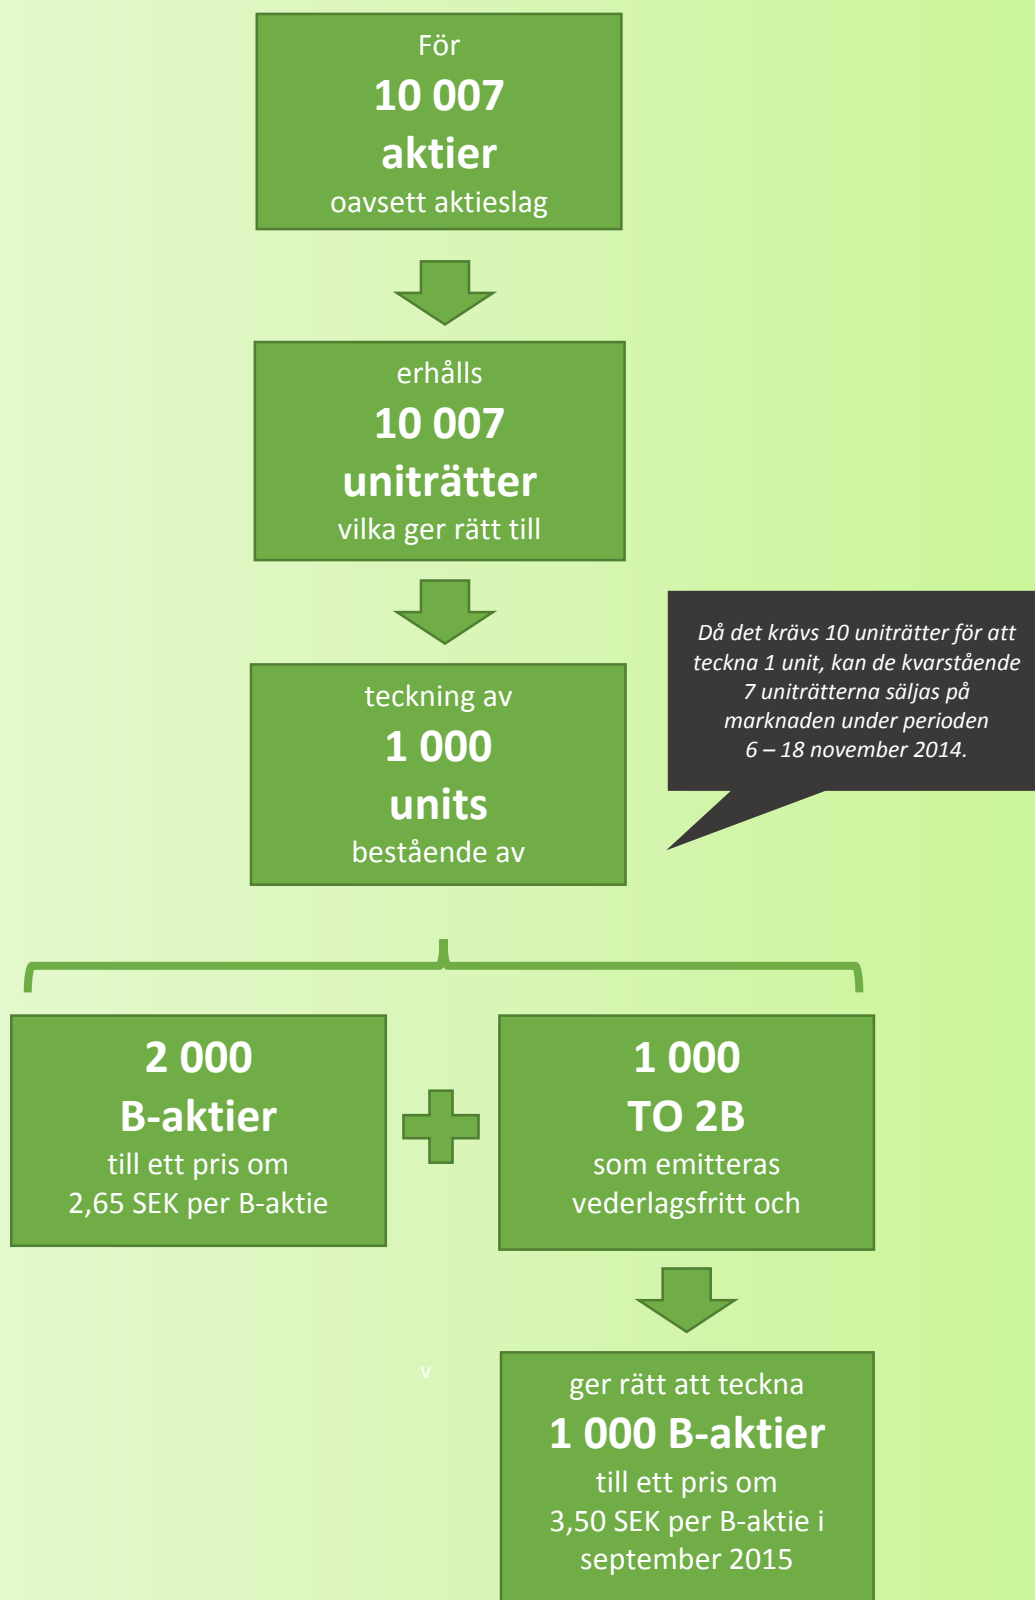 För
10 007
aktier
oavsett aktieslag
erhålls
10 007
uniträtter
vilka ger rätt till
teckning av
1 000
units
bestående av
Då det krävs 10 uniträtter för att
teckna 1 unit, kan de kvarstående
7 uniträtterna säljas på
marknaden under perioden
6 – 18 november 2014.
2 000
B-aktier
till ett pris om
2,65 SEK per B-aktie
1 000
TO 2B
som emitteras
vederlagsfritt och
v
ger rätt att teckna
1 000 B-aktier
till ett pris om
3,50 SEK per B-aktie i
september 2015